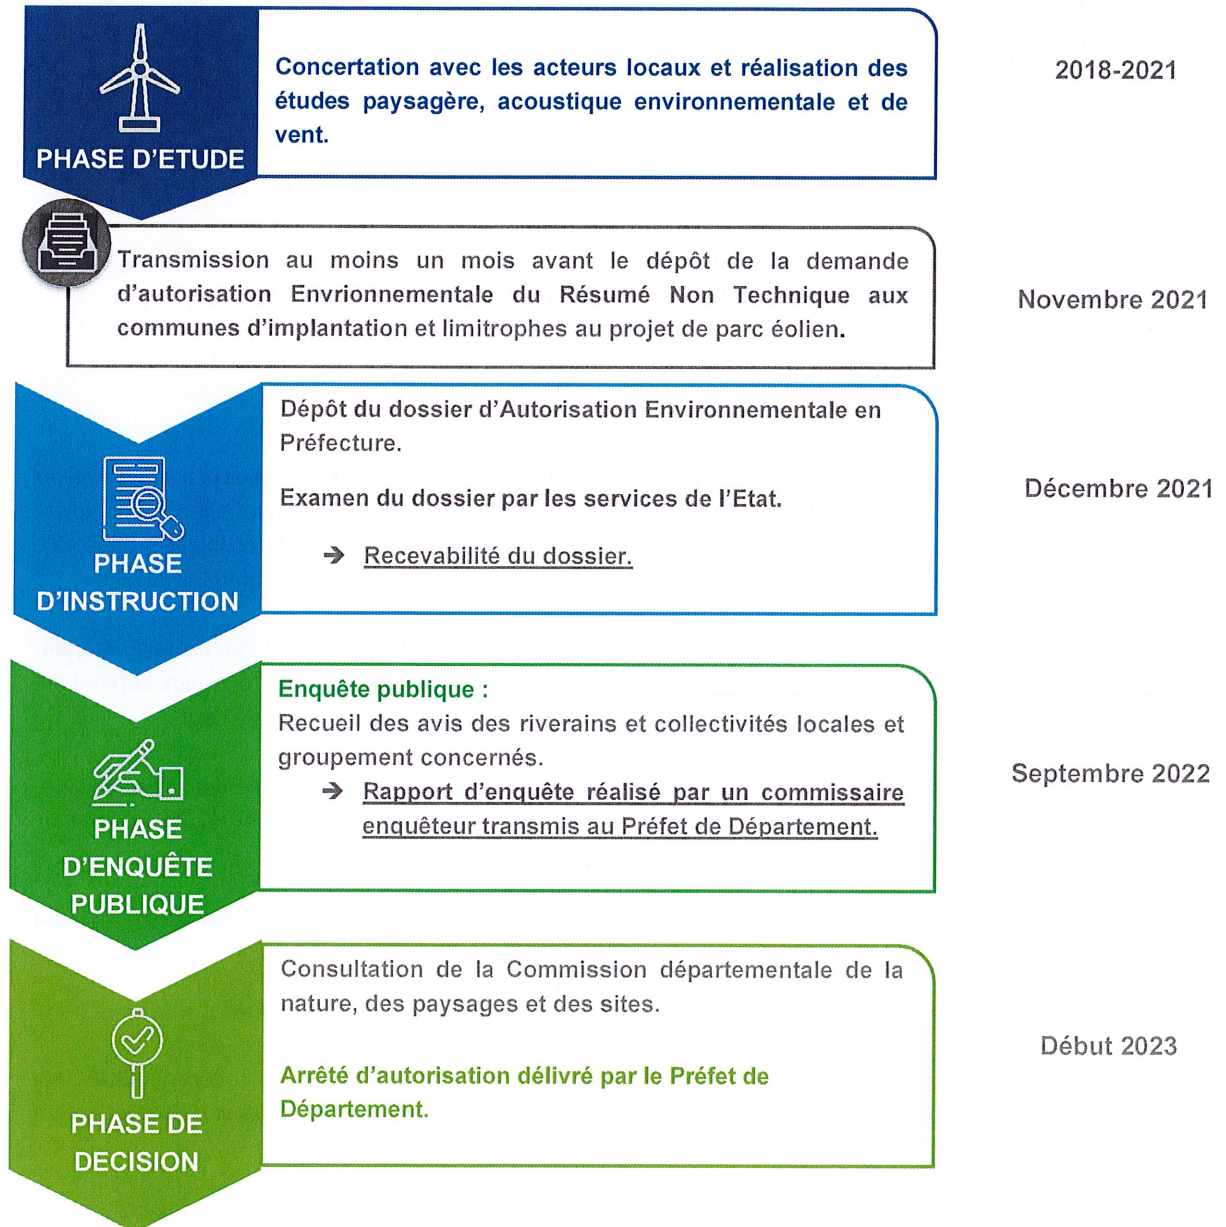 PHASE D'ETUDE
Concertation avec les acteurs locaux et réalisation des
études paysagère, acoustique environnementale et de
vent.
2018-2021
Transmission au moins un mois avant le dépôt de la demande
d'autorisation Envrionnementale du Résumé Non Technique aux
communes d'implantation et limitrophes au projet de parc éolien.
Novembre 2021
PHASE
D'INSTRUCTION
Dépôt du dossier d'Autorisation Environnementale en
Préfecture.
Examen du dossier par les services de l'Etat.
→ Recevabilité du dossier.
Décembre 2021
PHASE
D'ENQUÊTE
PUBLIQUE
Enquête publique :
Recueil des avis des riverains et collectivités locales et
groupement concernés.
→ Rapport d'enquête réalisé par un commissaire
enquêteur transmis au Préfet de Département.
Septembre 2022
PHASE DE
DECISION
Consultation de la Commission départementale de la
nature, des paysages et des sites.
Arrêté d'autorisation délivré par le Préfet de
Département.
Début 2023